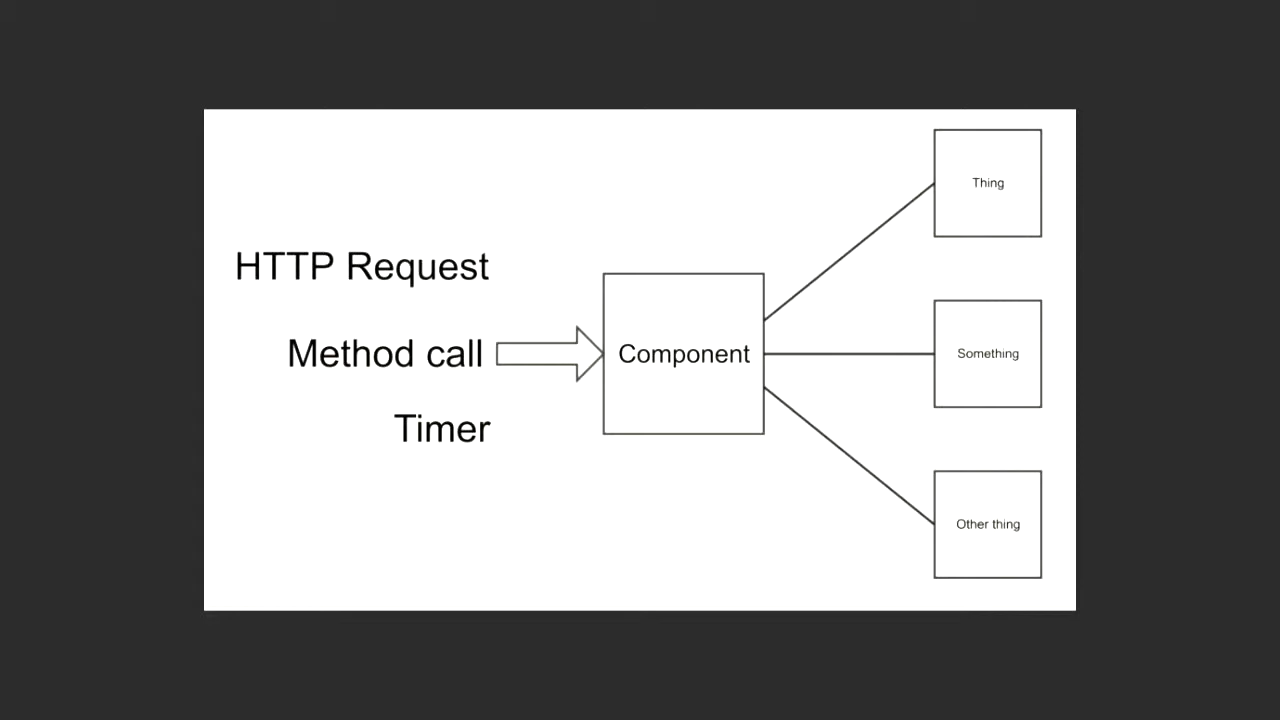 HTTP Request
Method call
Timer
Component
Thing
Something
Other thing